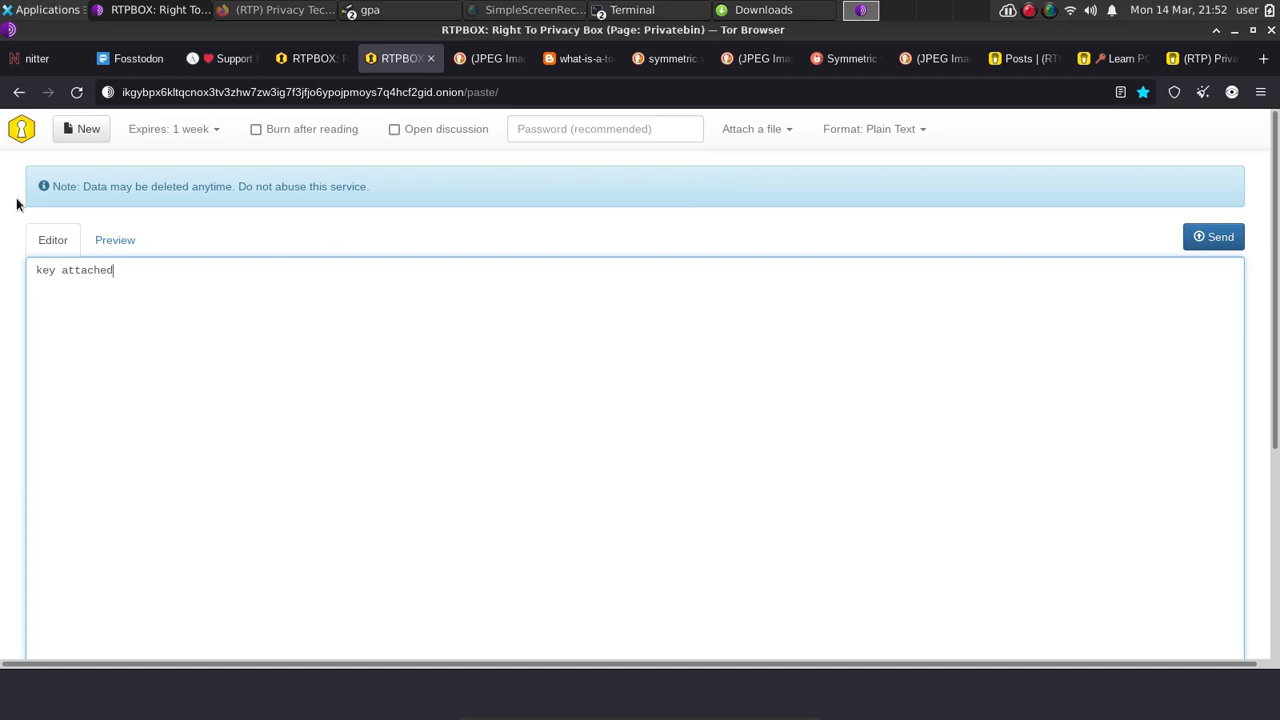 Applications
RTPBOX: Right To...
(RTP) Privacy Tec...
gpa
2
SimpleScreenRec...
Terminal
2
Downloads
Mon 14 Mar, 21:52
user
RTPBOX: Right To Privacy Box (Page: Privatebin) — Tor Browser
nitter
Fosstodon
Support
RTPBOX: R
RTPBOX
(JPEG Ima
what-is-a-to
symmetric
(JPEG Ima
Symmetric
(JPEG Ima
Posts | (RT
Learn PG
(RTP) Priva
ikgybpx6kltqcnox3tv3zhw7zw3ig7f3jfjo6ypojpmoys7q4hcf2gid.onion/paste/
New
Expires: 1 week
Burn after reading
Open discussion
Password (recommended)
Attach a file
Format: Plain Text
Note: Data may be deleted anytime. Do not abuse this service.
Editor
Preview
Send
key attached